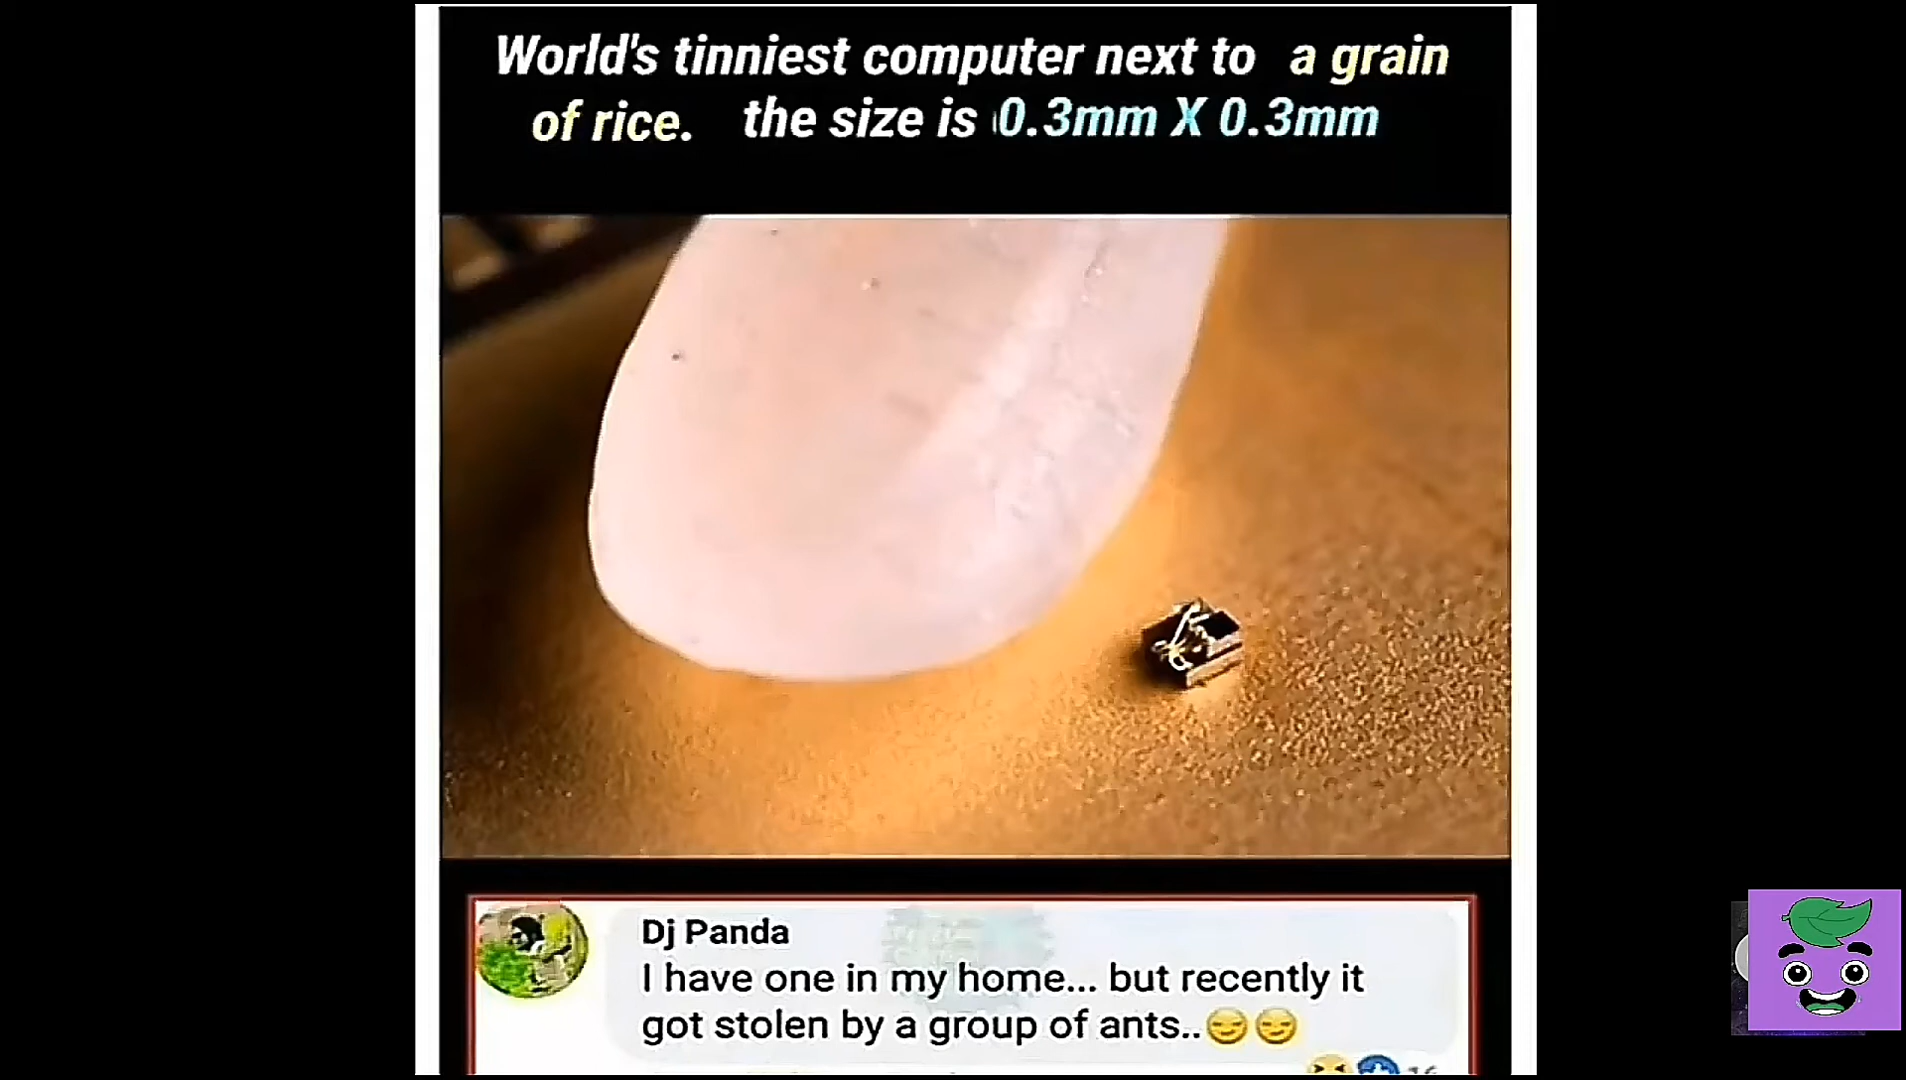 World's tinniest computer next to a grain
of rice. the size is 0.3mm X 0.3mm
Dj Panda
I have one in my home... but recently it
got stolen by a group of ants..😏😏